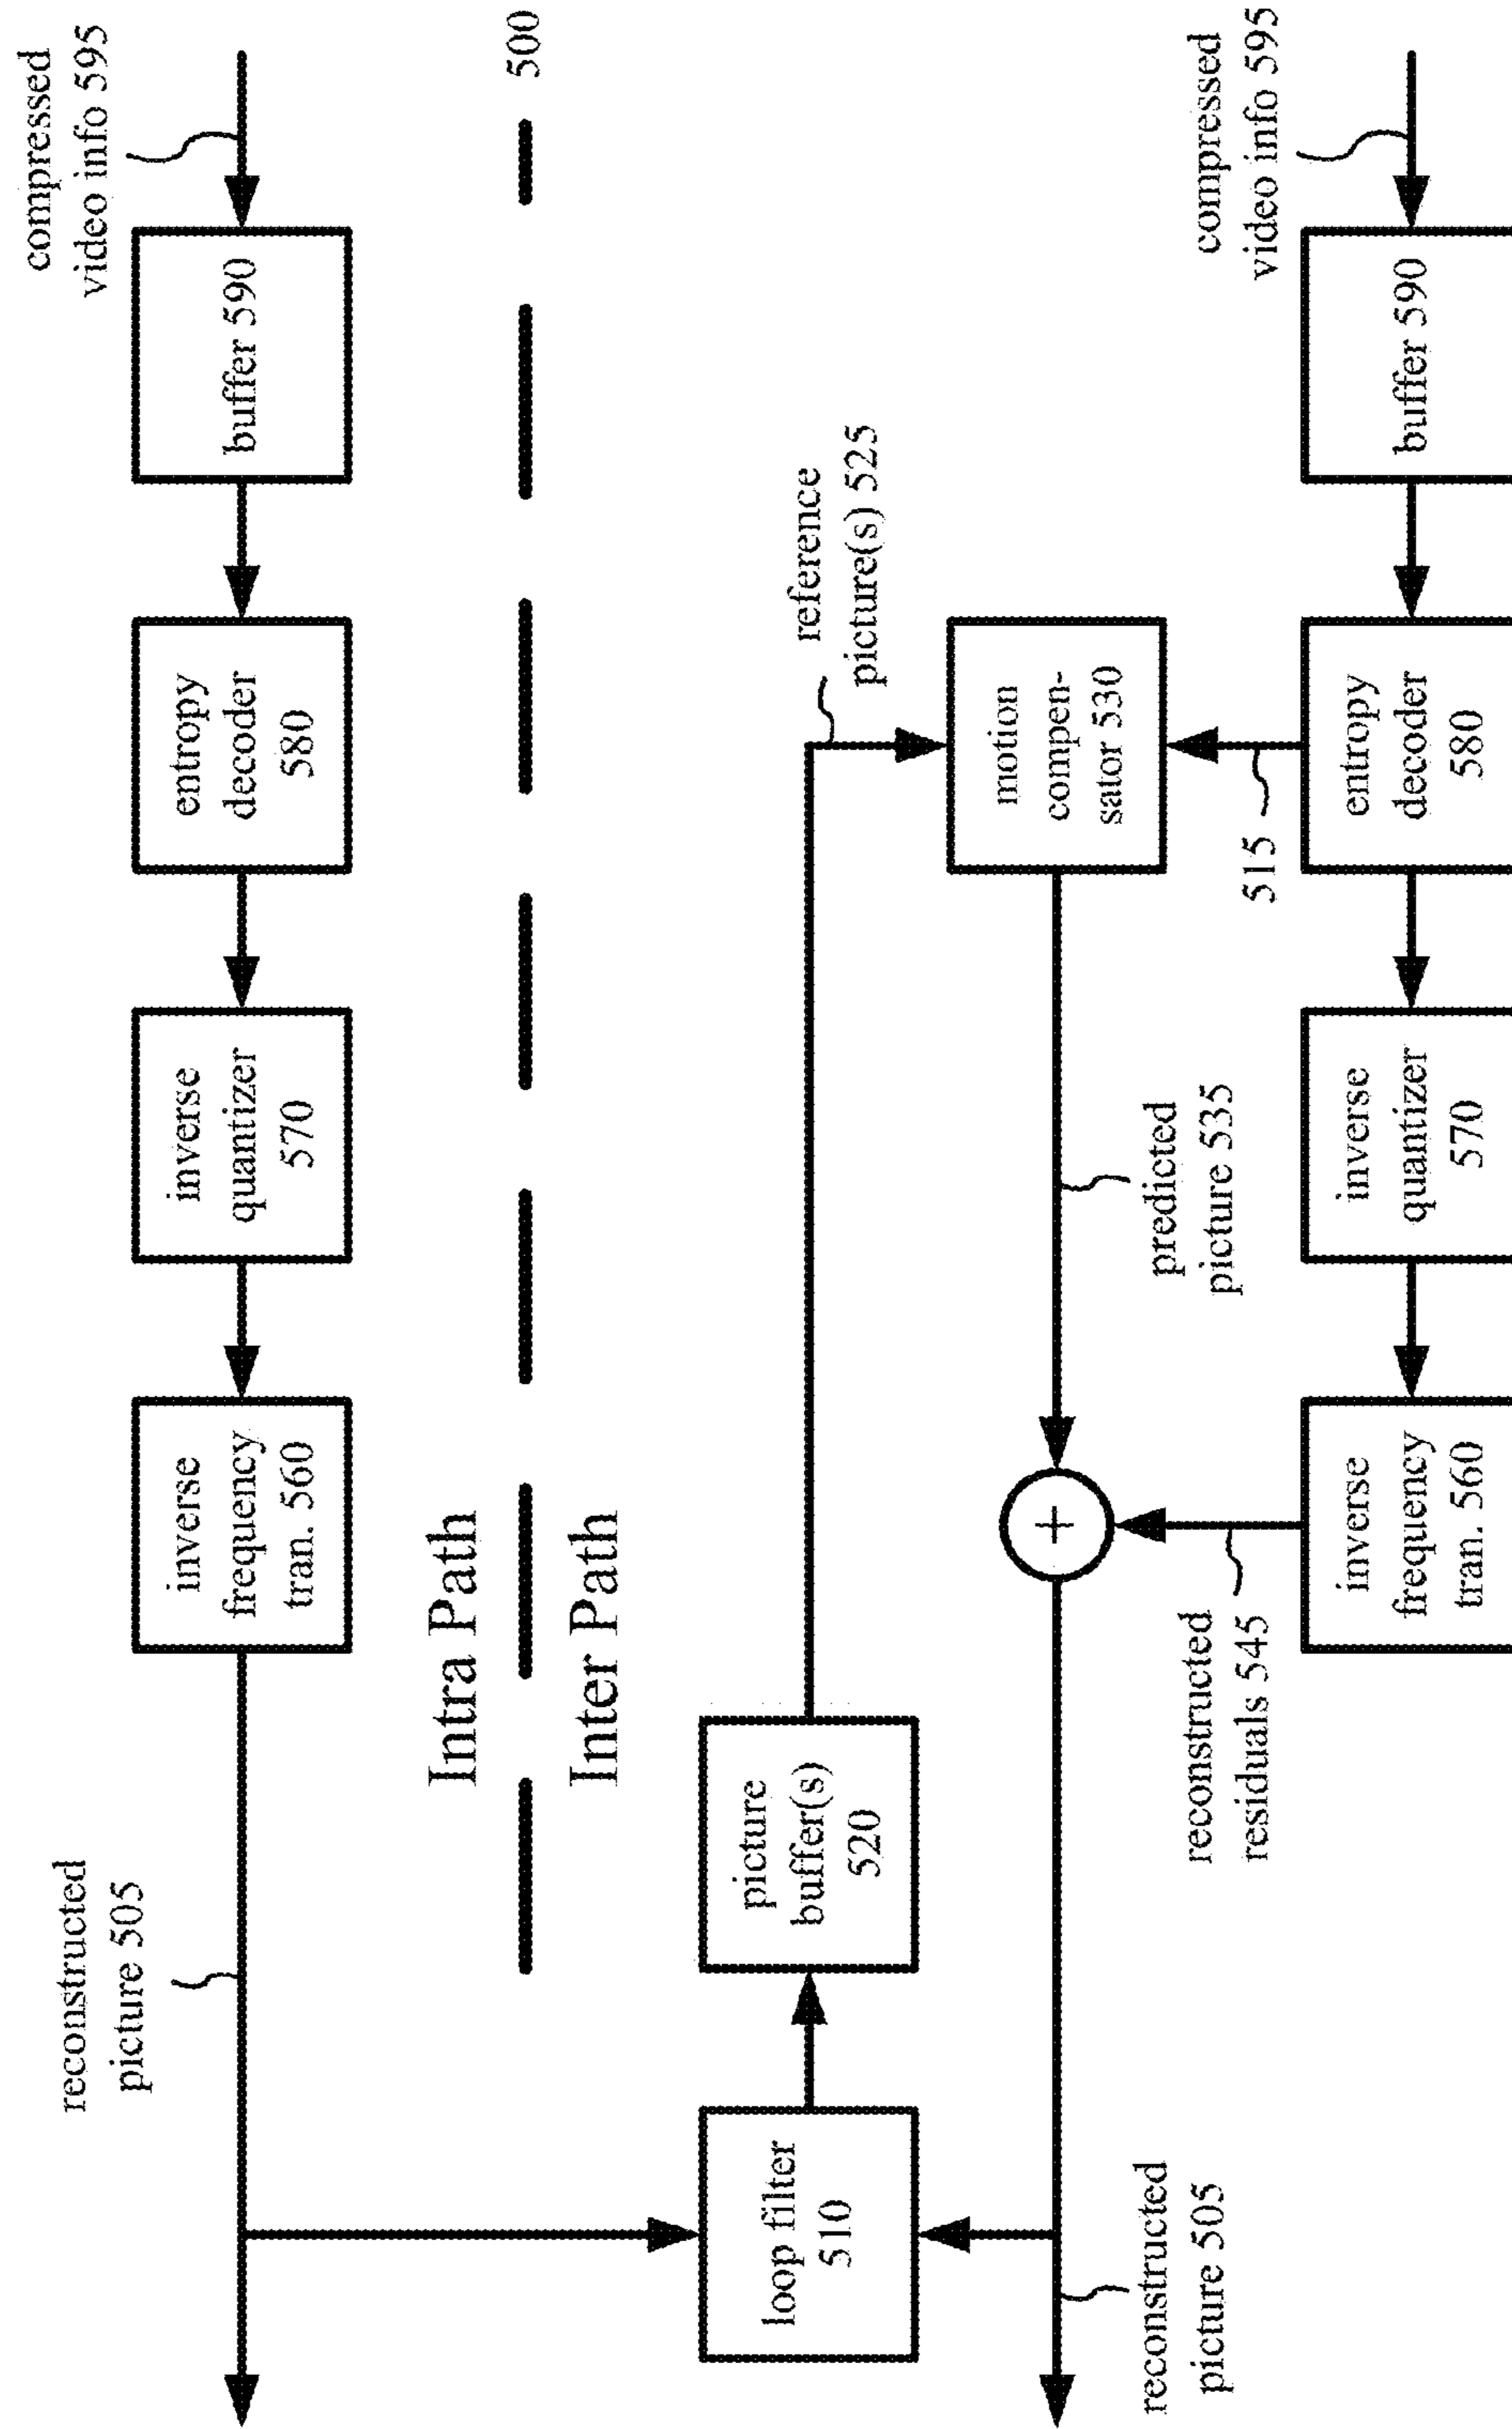 compressed
video info 595
buffer 590
entropy
decoder
580
inverse
quantizer
570
inverse
frequency
tran. 560
reconstructed
picture 505
500
Intra Path
Inter Path
reference
picture(s) 525
picture
buffer(s)
520
loop filter
510
motion
compen-
sator 530
predicted
picture 535
+
515
reconstructed
residuals 545
reconstructed
picture 505
compressed
video info 595
buffer 590
entropy
decoder
580
inverse
quantizer
570
inverse
frequency
tran. 560